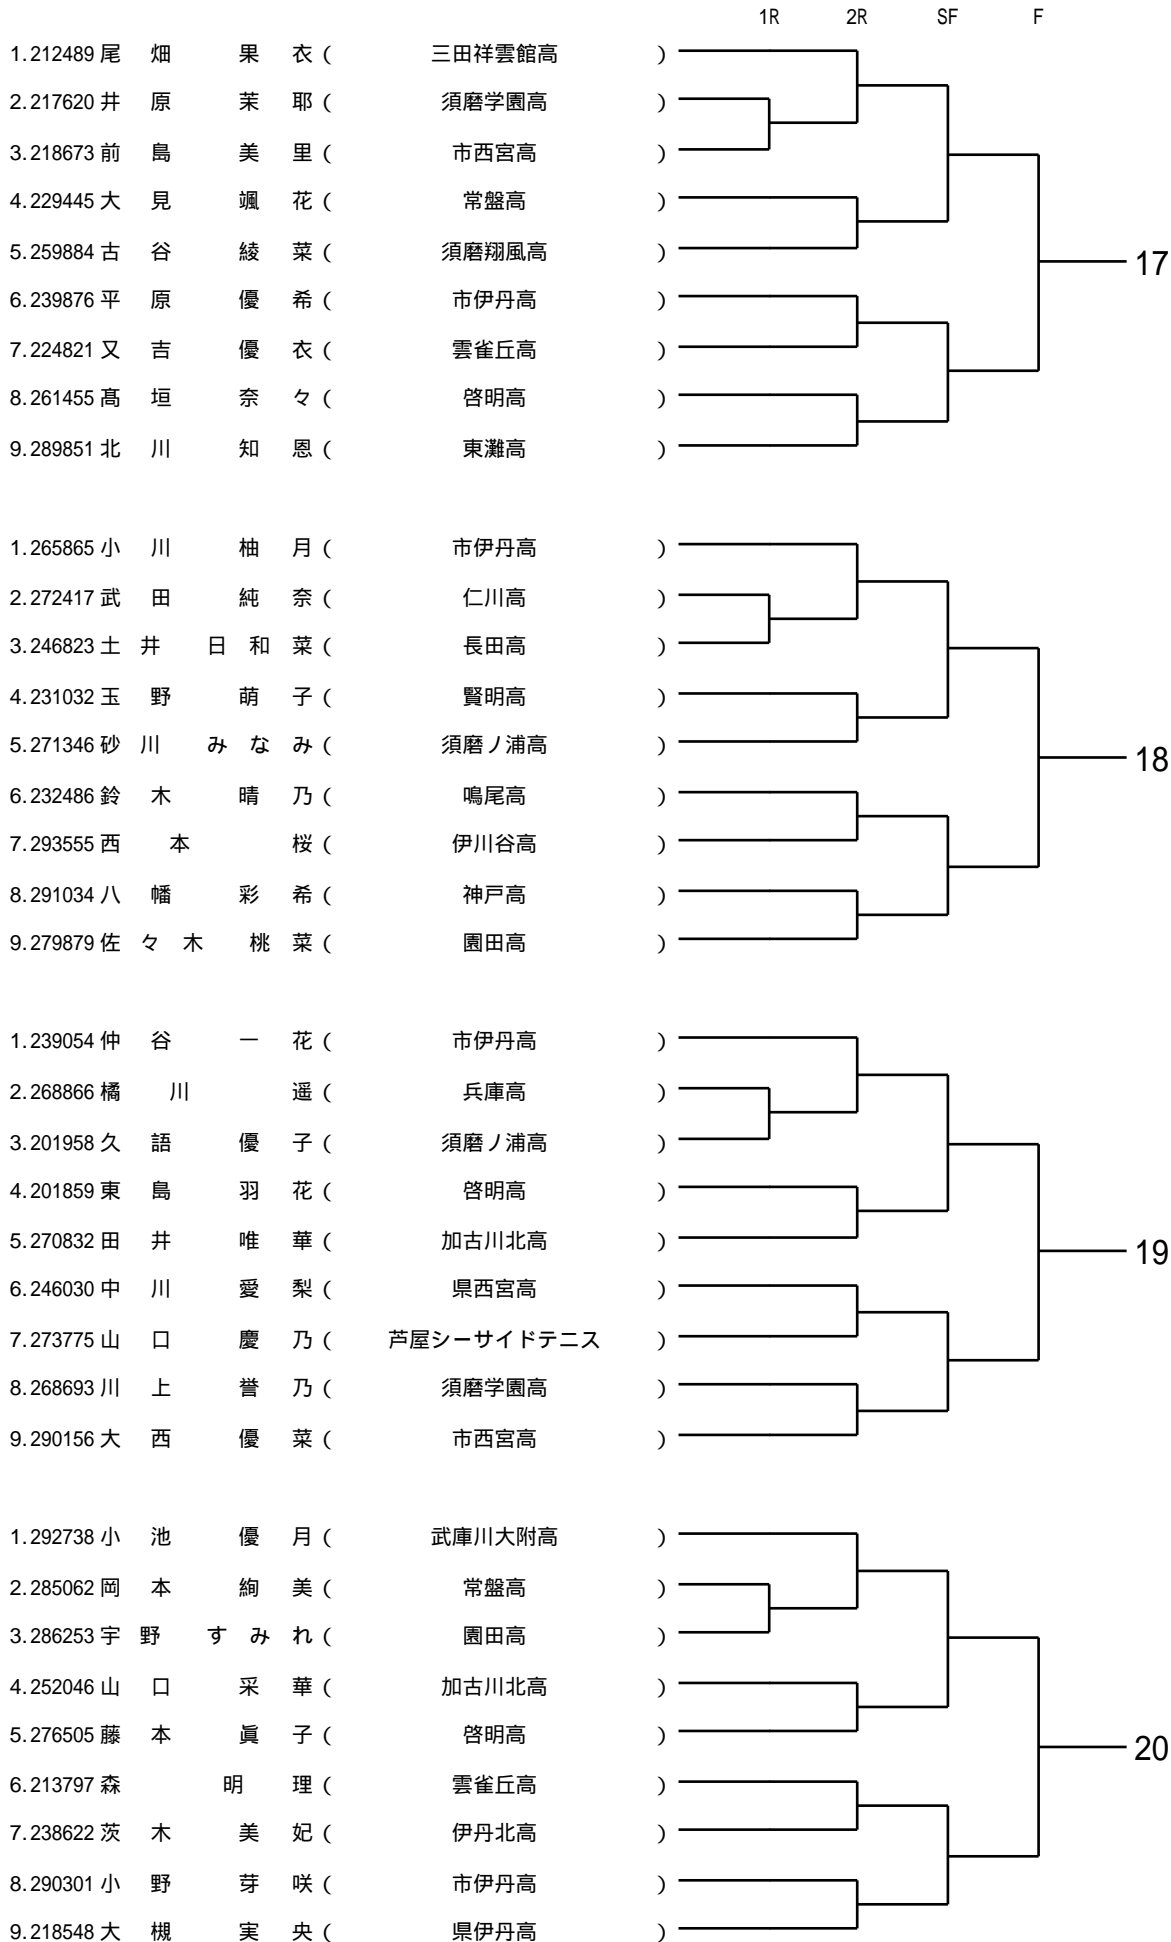 1R 2R SF F
1.212489 尾畑 果衣 ( 三田祥雲館高 )
2.217620 井原 茉耶 ( 須磨学園高 )
3.218673 前島 美里 ( 市西宮高 )
4.229445 大見 颯花 ( 常盤高 )
5.259884 古谷 綾菜 ( 須磨翔風高 )
17
6.239876 平原 優希 ( 市伊丹高 )
7.224821 又吉 優衣 ( 雲雀丘高 )
8.261455 髙垣 奈々 ( 啓明高 )
9.289851 北川 知恩 ( 東灘高 )
1.265865 小川 柚月 ( 市伊丹高 )
2.272417 武田 純奈 ( 仁川高 )
3.246823 土井 日和菜 ( 長田高 )
4.231032 玉野 萌子 ( 賢明高 )
5.271346 砂川 みなみ ( 須磨ノ浦高 )
18
6.232486 鈴木 晴乃 ( 鳴尾高 )
7.293555 西本 桜 ( 伊川谷高 )
8.291034 八幡 彩希 ( 神戸高 )
9.279879 佐々木 桃菜 ( 園田高 )
1.239054 仲谷 一花 ( 市伊丹高 )
2.268866 橘川 遥 ( 兵庫高 )
3.201958 久語 優子 ( 須磨ノ浦高 )
4.201859 東島 羽花 ( 啓明高 )
5.270832 田井 唯華 ( 加古川北高 )
19
6.246030 中川 愛梨 ( 県西宮高 )
7.273775 山口 慶乃 ( 芦屋シーサイドテニス )
8.268693 川上 誉乃 ( 須磨学園高 )
9.290156 大西 優菜 ( 市西宮高 )
1.292738 小池 優月 ( 武庫川大附高 )
2.285062 岡本 絢美 ( 常盤高 )
3.286253 宇野 すみれ ( 園田高 )
4.252046 山口 采華 ( 加古川北高 )
5.276505 藤本 眞子 ( 啓明高 )
20
6.213797 森 明理 ( 雲雀丘高 )
7.238622 茨木 美妃 ( 伊丹北高 )
8.290301 小野 芽咲 ( 市伊丹高 )
9.218548 大槻 実央 ( 県伊丹高 )